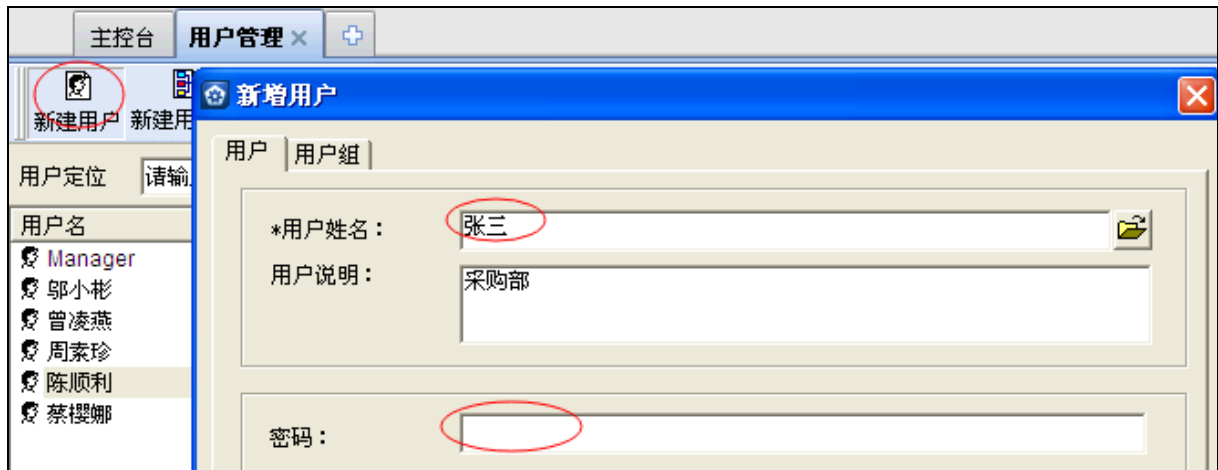 主控台 用户管理
新建用户 新建用
新增用户
用户 用户组
用户定位 请输
*用户姓名： 张三
用户说明： 采购部
密码：
用户名
Manager
邬小彬
曾凌燕
周素珍
陈顺利
蔡樱娜